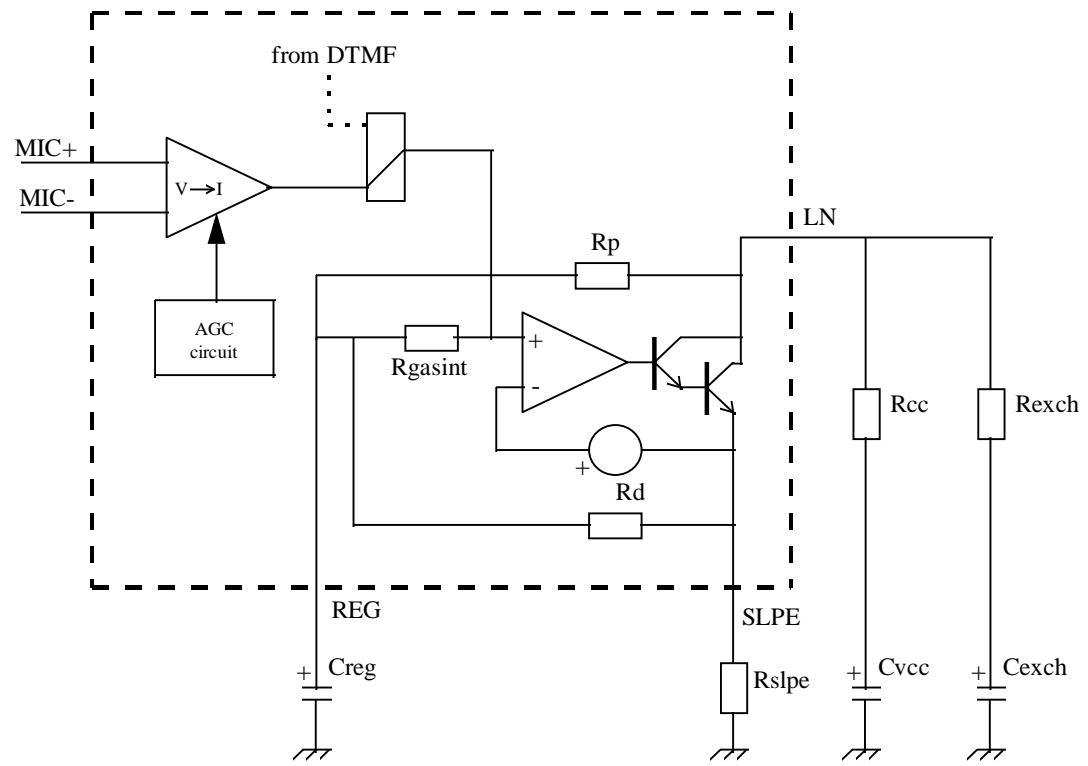 from DTMF
MIC+
MIC-
V→I
AGC
circuit
LN
Rp
Rgasint
+
-
+
Rd
Rcc
Rexch
REG
SLPE
+ Creg
Rslpe
+ Cvcc
+ Cexch